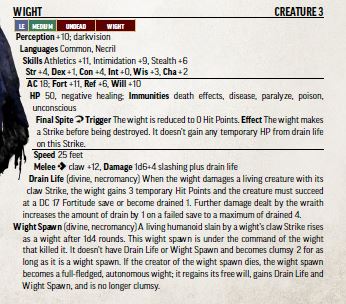 WIGHT CREATURE 3
LE MEDIUM UNDEAD WIGHT
Perception +10; darkvision
Languages Common, Necril
Skills Athletics +11, Intimidation +9, Stealth +6
Str +4, Dex +1, Con +4, Int +0, Wis +3, Cha +2
AC 18; Fort +11, Ref +6, Will +10
HP 50, negative healing; Immunities death effects, disease, paralyze, poison,
unconscious
Final Spite Trigger The wight is reduced to 0 Hit Points. Effect The wight makes
a Strike before being destroyed. It doesn't gain any temporary HP from drain life
on this Strike.
Speed 25 feet
Melee claw +12, Damage 1d6+4 slashing plus drain life
Drain Life (divine, necromancy) When the wight damages a living creature with its
claw Strike, the wight gains 3 temporary Hit Points and the creature must succeed
at a DC 17 Fortitude save or become drained 1. Further damage dealt by the wraith
increases the amount of drain by 1 on a failed save to a maximum of drained 4.
Wight Spawn (divine, necromancy) A living humanoid slain by a wight's claw Strike rises
as a wight after 1d4 rounds. This wight spawn is under the command of the wight
that killed it. It doesn't have Drain Life or Wight Spawn and becomes clumsy 2 for as
long as it is a wight spawn. If the creator of the wight spawn dies, the wight spawn
becomes a full-fledged, autonomous wight; it regains its free will, gains Drain Life and
Wight Spawn, and is no longer clumsy.